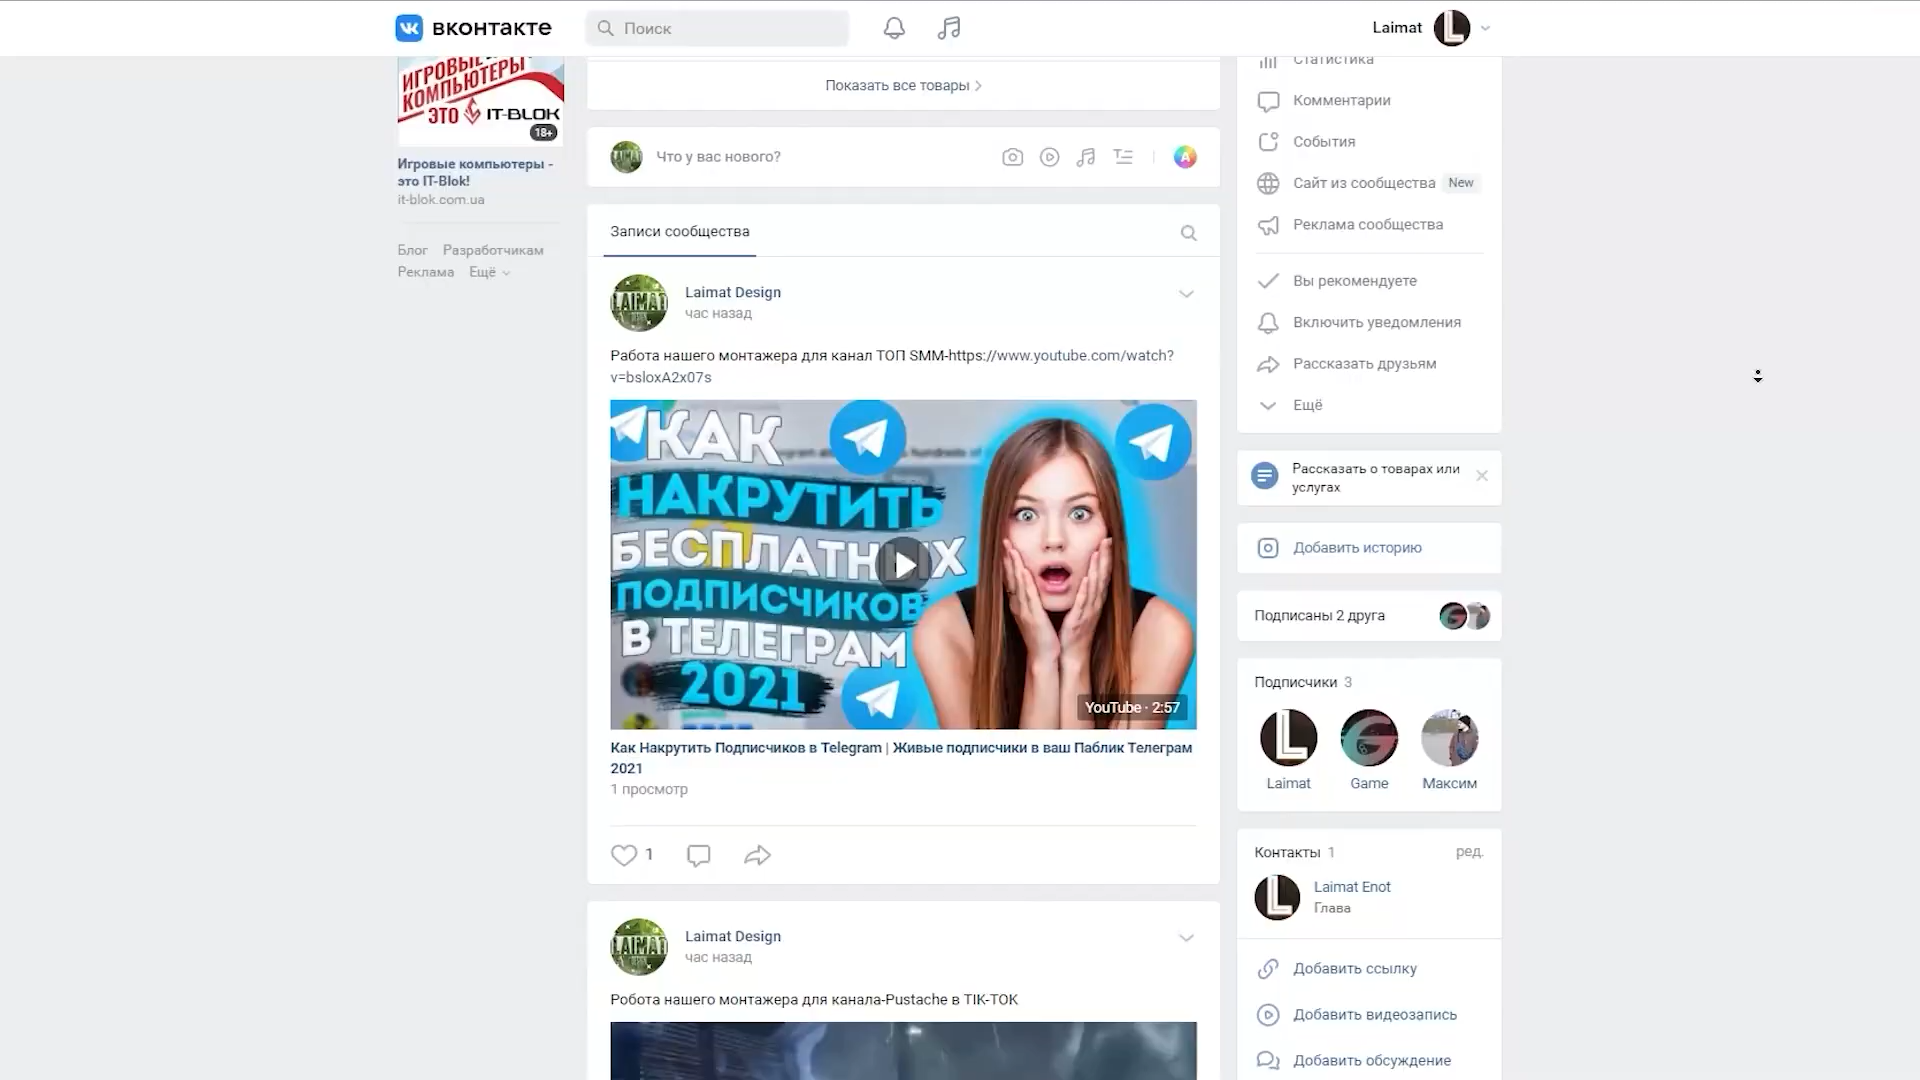 вконтакте
Поиск
Laimat
ИГРОВЫЕ
КОМПЬЮТЕРЫ
ЭТО IT-BLOK
18+
Игровые компьютеры -
это IT-Blok!
it-blok.com.ua
Блог Разработчикам
Реклама Ещё
Показать все товары
Что у вас нового?
A
Записи сообщества
LAIMAT
Laimat Design
час назад
Работа нашего монтажера для канал ТОП SMM-https://www.youtube.com/watch?
v=bsloxA2x07s
КАК
НАКРУТИТЬ
БЕСПЛАТНЫХ
ПОДПИСЧИКОВ
В ТЕЛЕГРАМ
2021
YouTube · 2:57
Как Накрутить Подписчиков в Telegram | Живые подписчики в ваш Паблик Телеграм
2021
1 просмотр
1
LAIMAT
Laimat Design
час назад
Робота нашего монтажера для канала-Pustache в TIK-TOK
Статистика
Комментарии
События
Сайт из сообщества New
Реклама сообщества
Вы рекомендуете
Включить уведомления
Рассказать друзьям
Ещё
Рассказать о товарах или
услугах
Добавить историю
Подписаны 2 друга
Подписчики 3
Laimat Game Максим
Контакты 1 ред.
Laimat Enot
Глава
Добавить ссылку
Добавить видеозапись
Добавить обсуждение